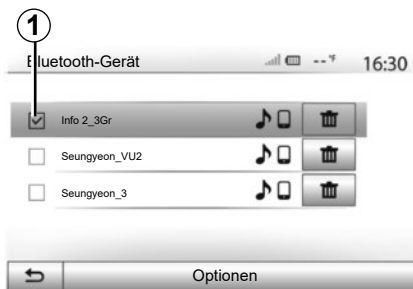 1
Bluetooth-Gerät -- °F 16:30
Info 2_3Gr
Seungyeon_VU2
Seungyeon_3
Optionen